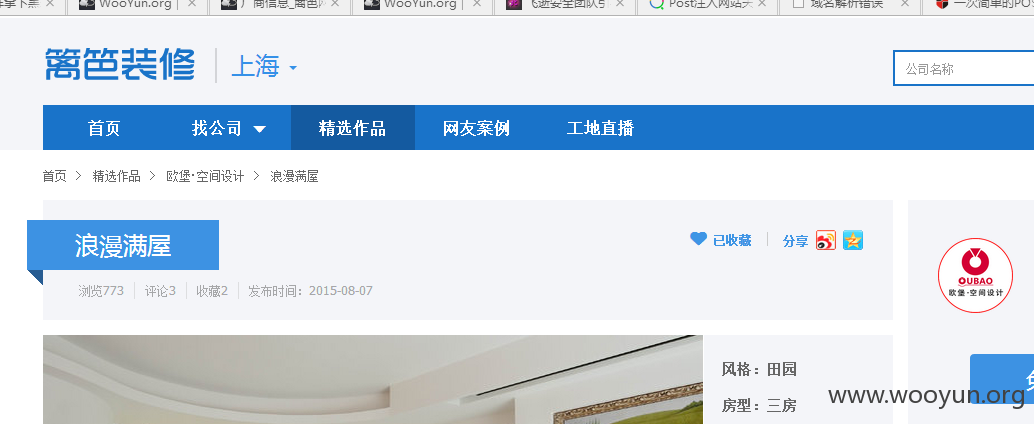 WooYun.org |
厂商信息_篱笆网
WooYun.org |
飞逊安全团队
Post注入网站
域名解析错误
一次简单的POS
篱笆装修
上海
公司名称
首页 找公司 精选作品 网友案例 工地直播
首页 > 精选作品 > 欧堡·空间设计 > 浪漫满屋
浪漫满屋
已收藏 分享
浏览773 评论3 收藏2 发布时间：2015-08-07
OUBAO
欧堡·空间设计
风格：田园
房型：三房
www.wooyun.org